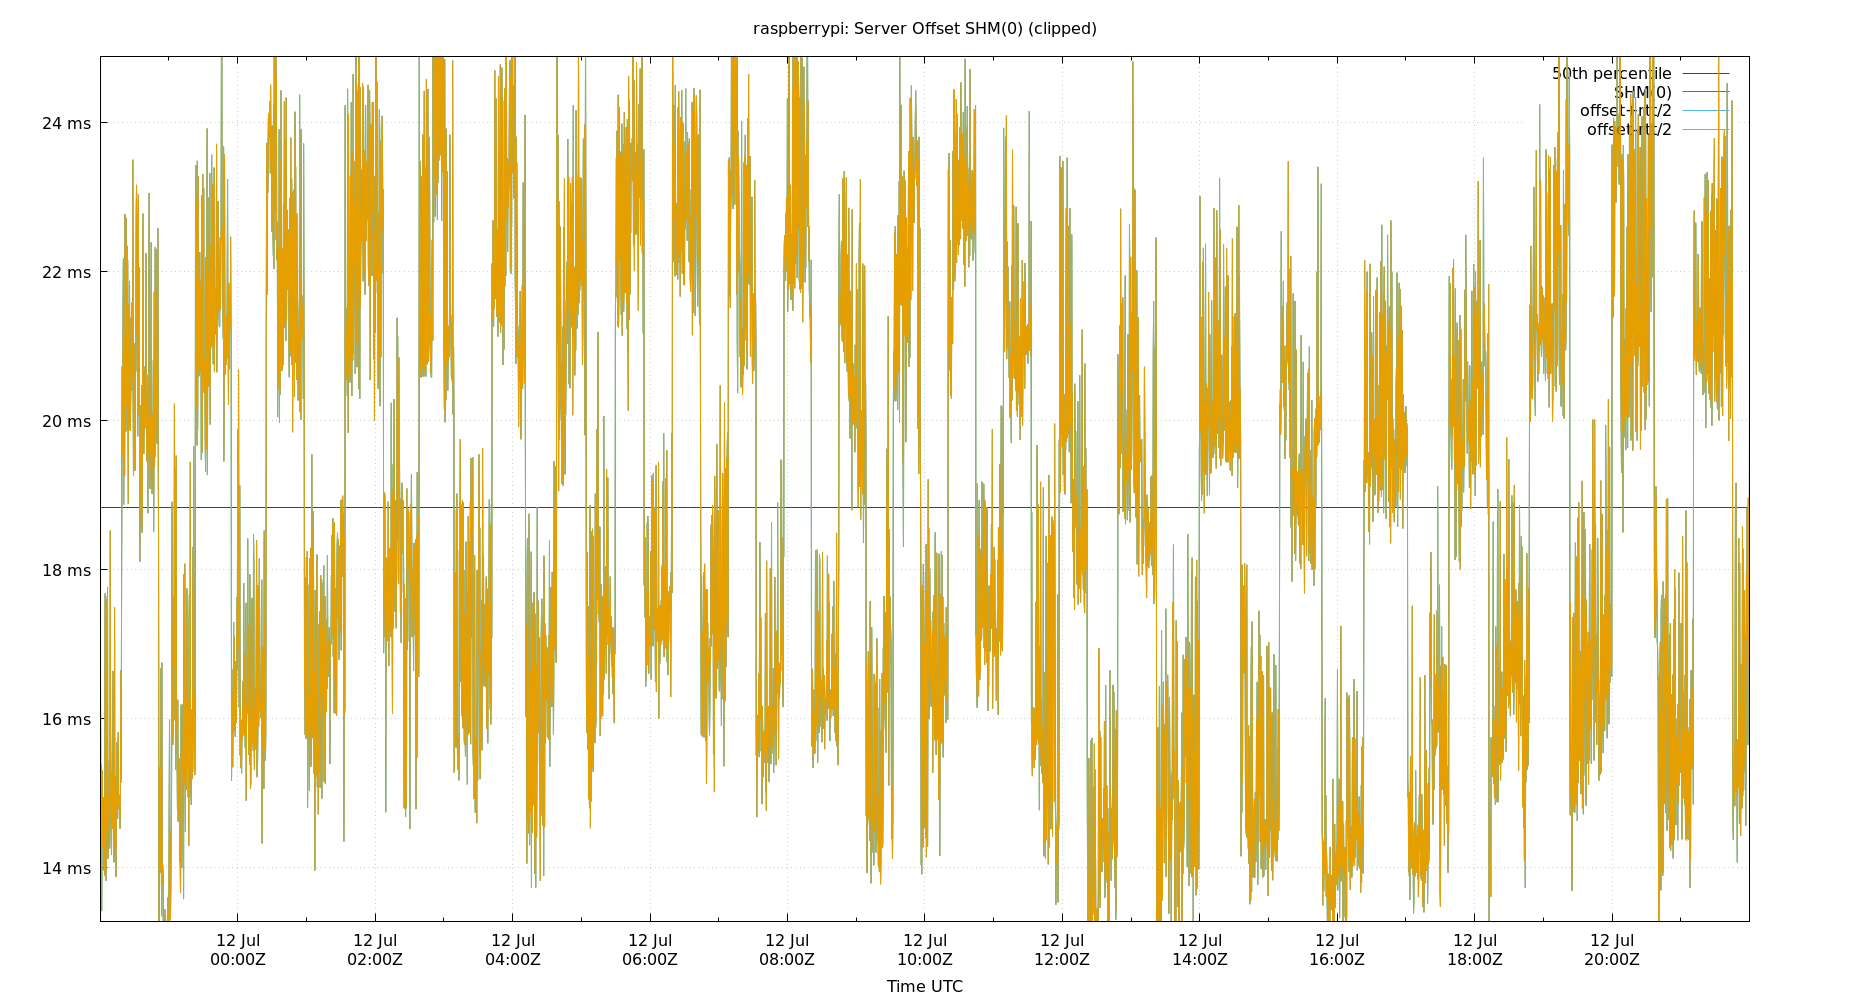 raspberrypi: Server Offset SHM(0) (clipped)
50th percentile
SHM(0)
offset+rtt/2
offset-rtt/2
24 ms
22 ms
20 ms
18 ms
16 ms
14 ms
12 Jul 12 Jul 12 Jul 12 Jul 12 Jul 12 Jul 12 Jul 12 Jul 12 Jul 12 Jul 12 Jul
00:00Z 02:00Z 04:00Z 06:00Z 08:00Z 10:00Z 12:00Z 14:00Z 16:00Z 18:00Z 20:00Z
Time UTC